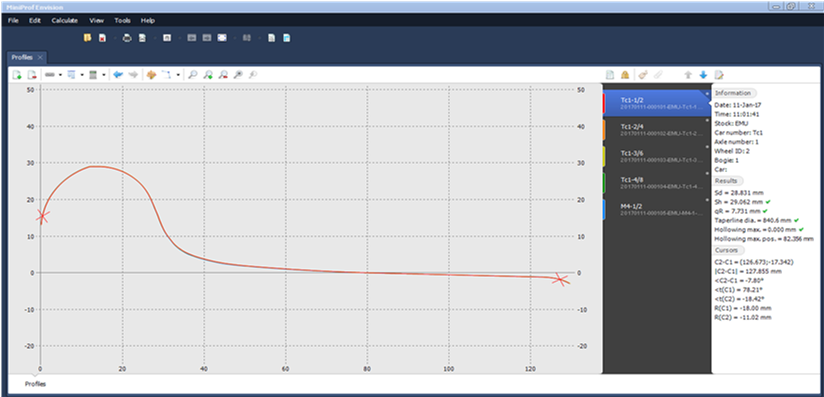 MiniProf Envision
File Edit Calculate View Tools Help
Profiles
50 50
40 40
30 30
20 20
10 10
0 0
-10 -10
-20 -20
0 20 40 60 80 100 120
Profiles
Tc1-1/2
20170111-000101-EMU-Tc1-1...
Tc1-2/4
20170111-000102-EMU-Tc1-2...
Tc1-3/6
20170111-000103-EMU-Tc1-3...
Tc1-4/8
20170111-000104-EMU-Tc1-4...
M4-1/2
20170111-000105-EMU-M4-1-...
Information
Date: 11-Jan-17
Time: 11:01:41
Stock: EMU
Car number: Tc1
Axle number: 1
Wheel ID: 2
Bogie: 1
Car:
Results
Sd = 28.831 mm
Sh = 29.062 mm ✓
qR = 7.731 mm ✓
Taperline dia. = 840.6 mm ✓
Hollowing max. = 0.000 mm ✓
Hollowing max. pos. = 82.356 mm
Cursors
C2-C1 = (126.673;-17.342)
|C2-C1| = 127.855 mm
<C2-C1 = -7.80°
<t(C1) = 78.21°
<t(C2) = -18.42°
R(C1) = -18.00 mm
R(C2) = -11.02 mm